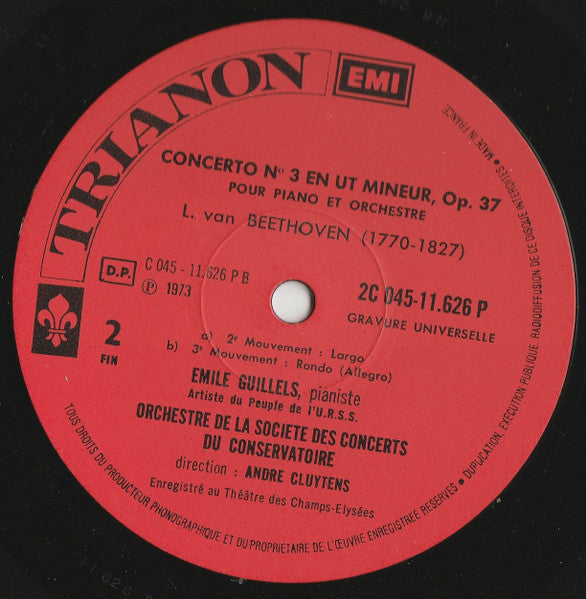 TRIANON
EMI
CONCERTO N° 3 EN UT MINEUR, Op. 37
POUR PIANO ET ORCHESTRE
L. van BEETHOVEN (1770-1827)
D.P.
C 045 - 11.626 P B
℗ 1973
2C 045-11.626 P
GRAVURE UNIVERSELLE
2
FIN
a) 2e Mouvement : Largo
b) 3e Mouvement : Rondo (Allegro)
EMILE GUILLELS, pianiste
Artiste du Peuple de l'U.R.S.S.
ORCHESTRE DE LA SOCIETE DES CONCERTS
DU CONSERVATOIRE
direction : ANDRE CLUYTENS
Enregistré au Théâtre des Champs-Elysées
TOUS DROITS DU PRODUCTEUR PHONOGRAPHIQUE ET DU PROPRIETAIRE DE L'ŒUVRE ENREGISTREE RESERVES • DUPLICATION, EXECUTION PUBLIQUE, RADIODIFFUSION DE CE DISQUE INTERDITES • MADE IN FRANCE •